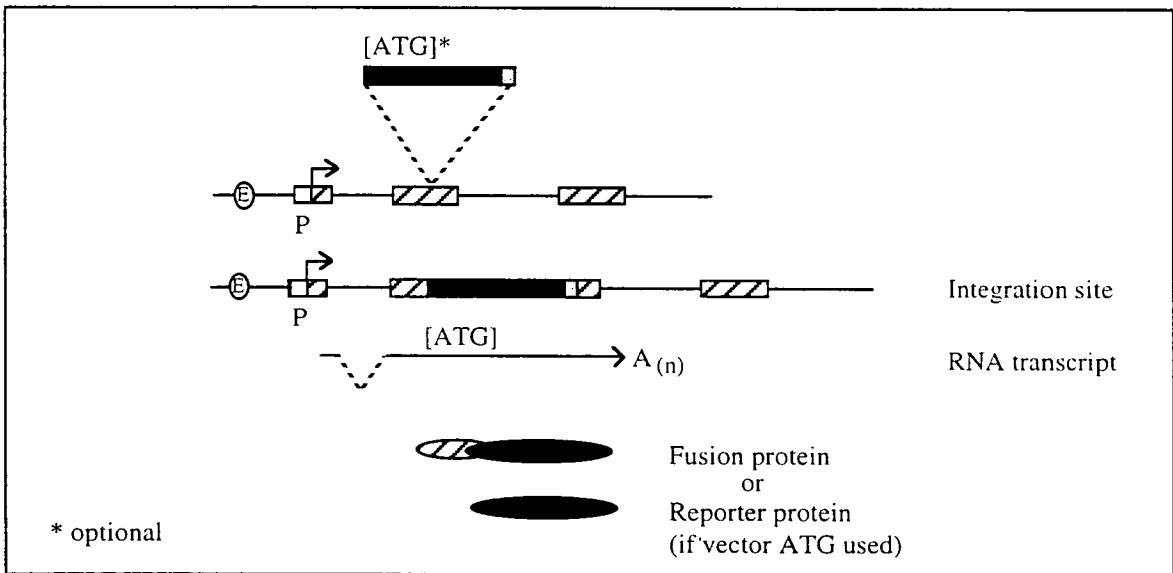 [ATG]*
E
P
E
P
Integration site
[ATG]
A(n)
RNA transcript
Fusion protein
or
Reporter protein
(if vector ATG used)
* optional